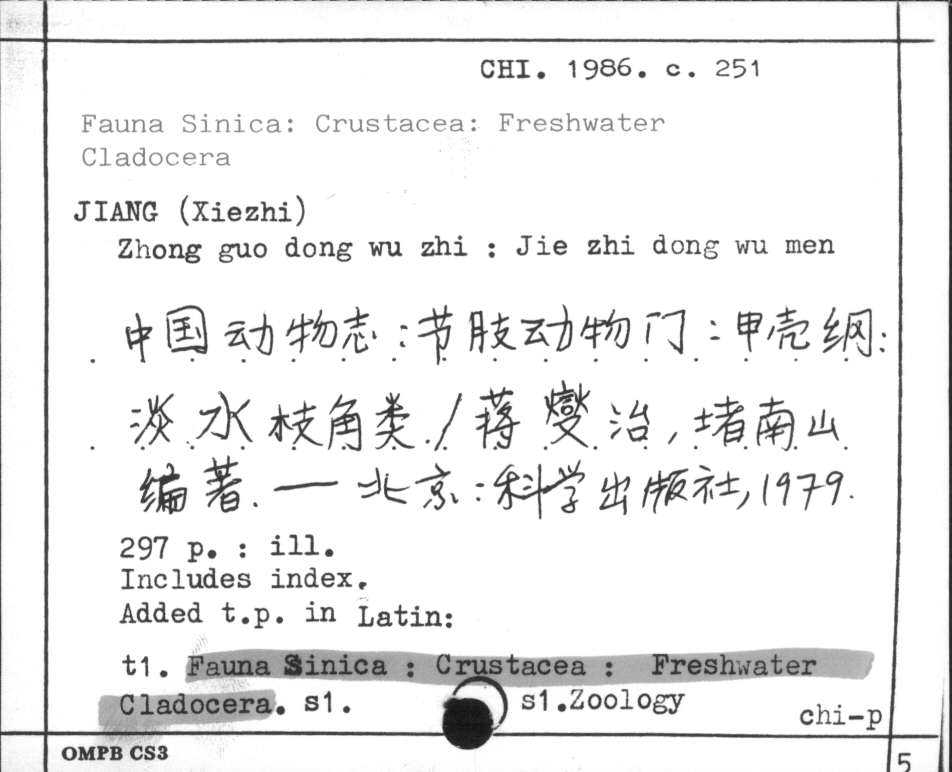 CHI. 1986. c. 251
Fauna Sinica: Crustacea: Freshwater
Cladocera
JIANG (Xiezhi)
Zhong guo dong wu zhi : Jie zhi dong wu men
中国动物志:节肢动物门:甲壳纲:
淡水枝角类./蒋燮治,堵南山
编著.一北京:科学出版社,1979.
297 p. : ill.
Includes index.
Added t.p. in Latin:
t1. Fauna Sinica : Crustacea : Freshwater
Cladocera. s1. s1.Zoology
chi-p
OMPB CS3
5